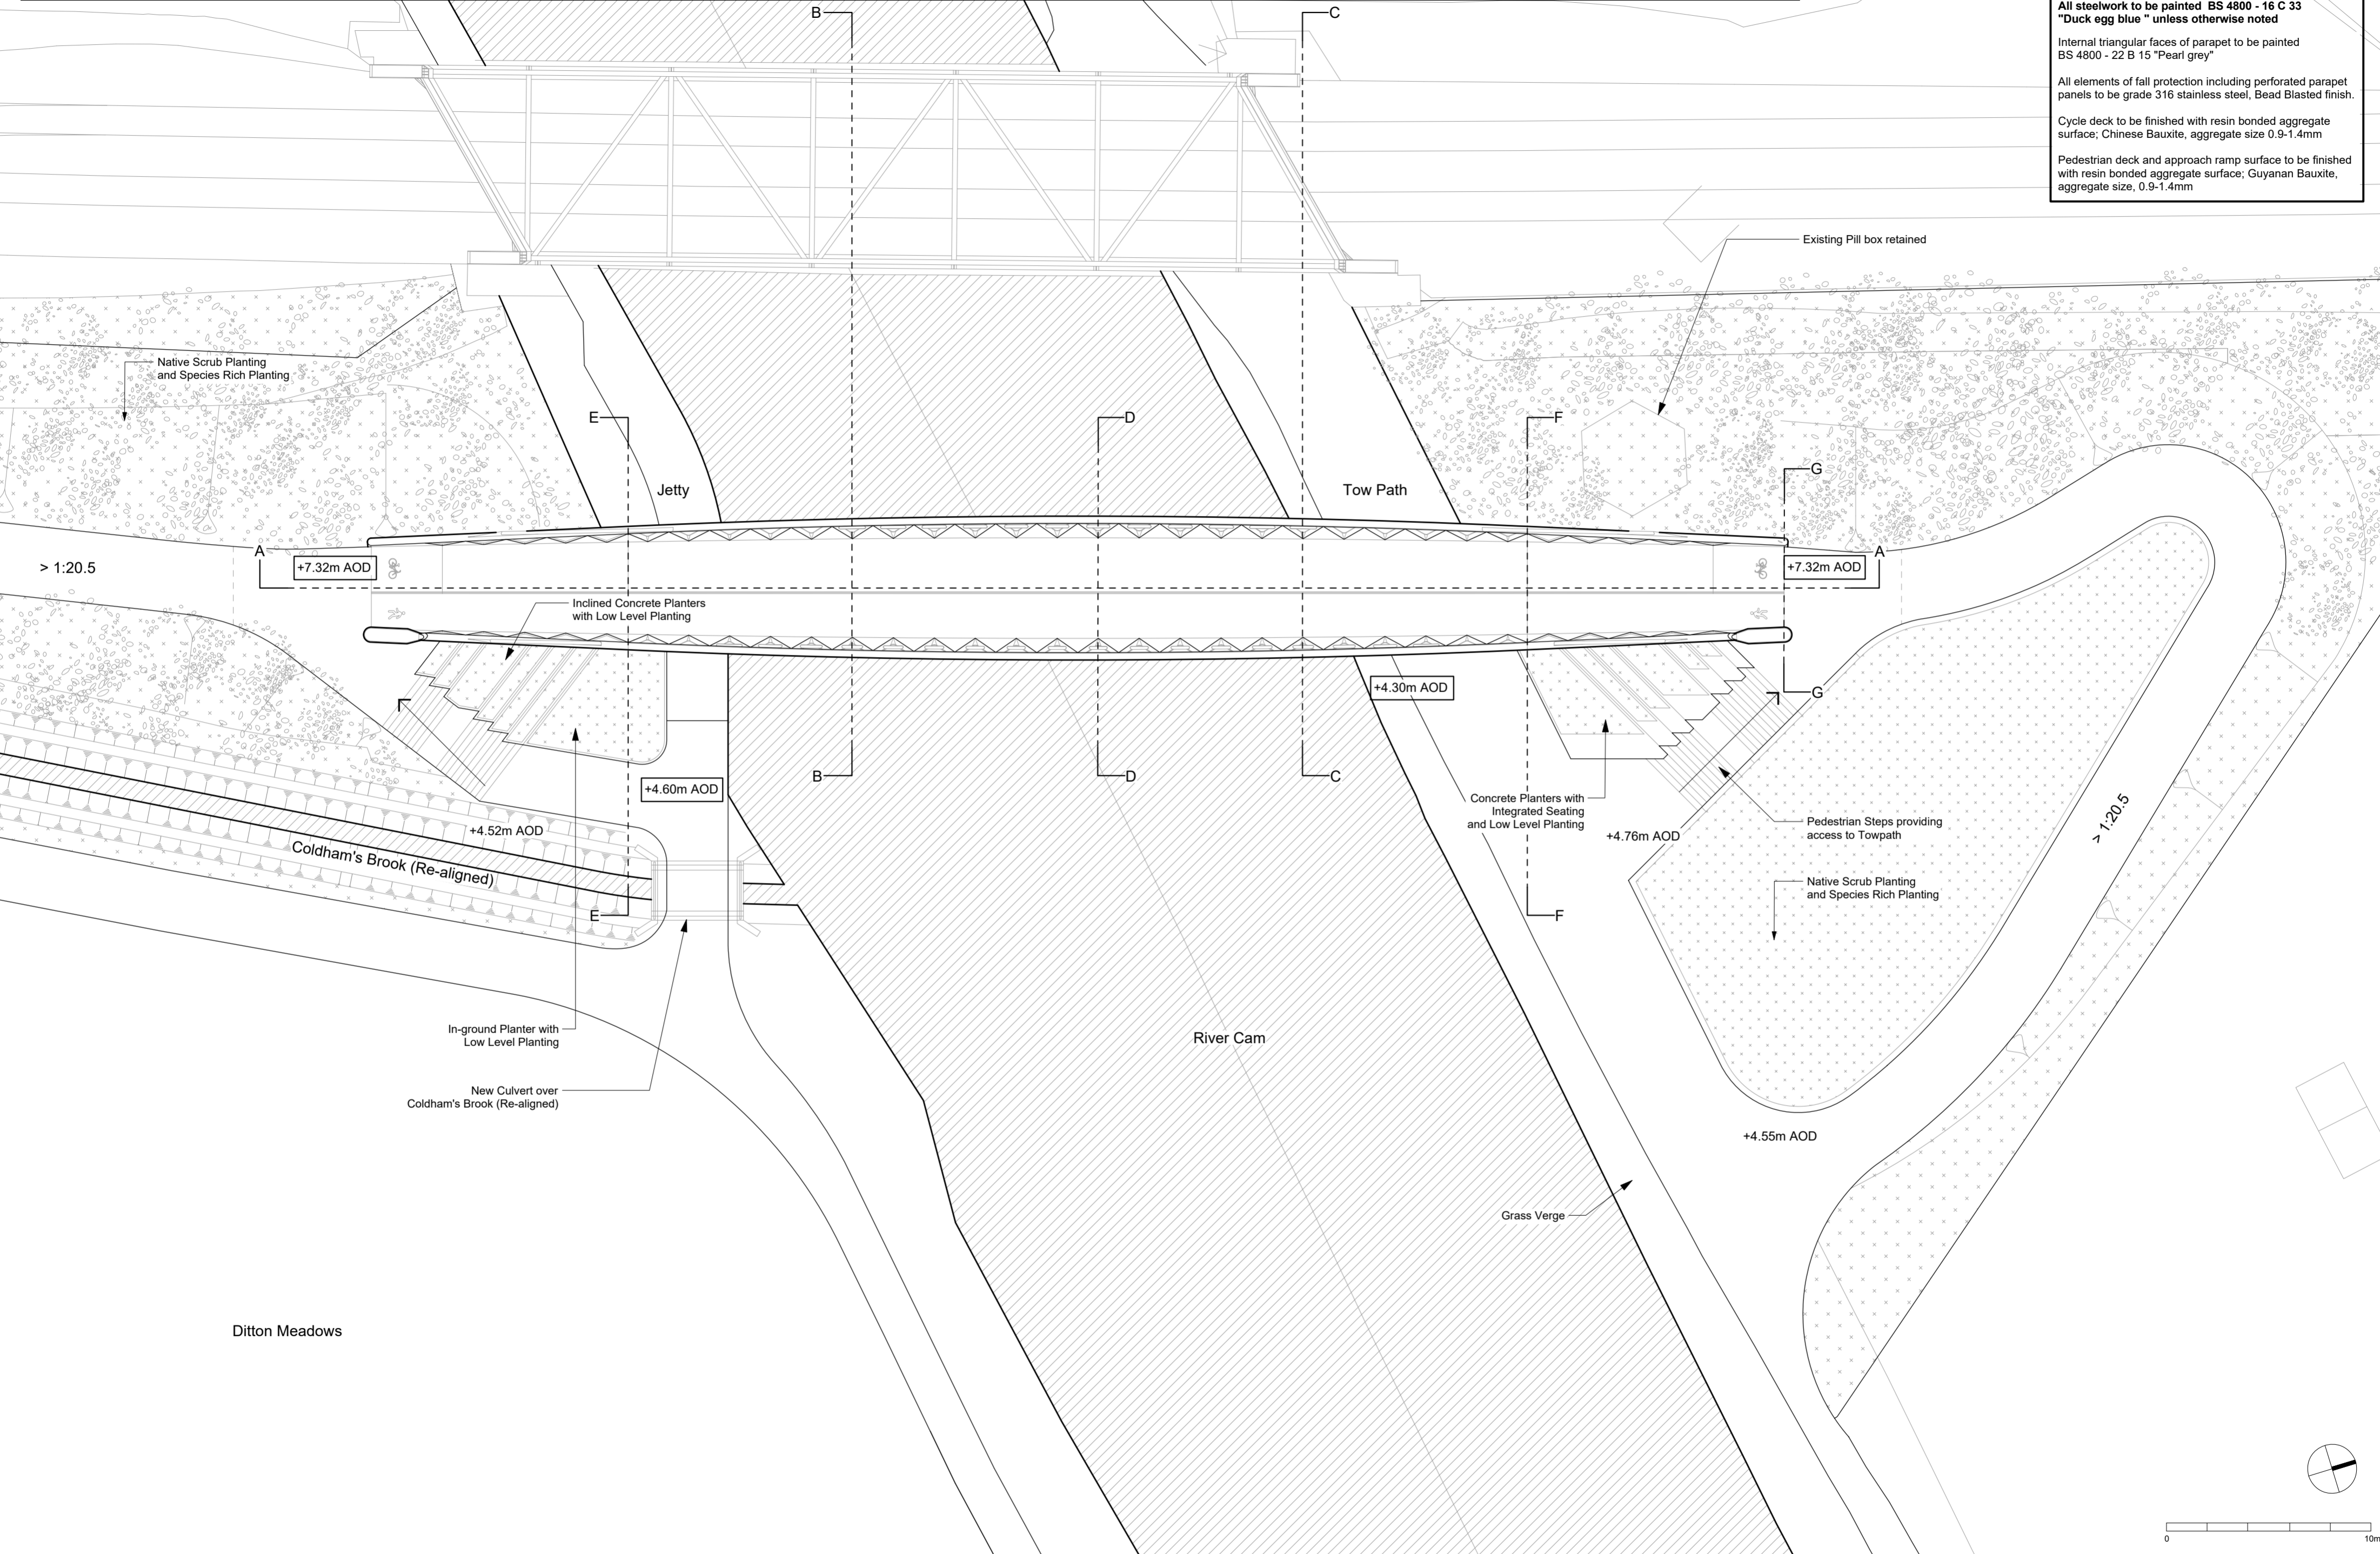 All steelwork to be painted BS 4800 - 16 C 33
"Duck egg blue " unless otherwise noted
Internal triangular faces of parapet to be painted
BS 4800 - 22 B 15 "Pearl grey"
All elements of fall protection including perforated parapet
panels to be grade 316 stainless steel, Bead Blasted finish.
Cycle deck to be finished with resin bonded aggregate
surface; Chinese Bauxite, aggregate size 0.9-1.4mm
Pedestrian deck and approach ramp surface to be finished
with resin bonded aggregate surface; Guyanan Bauxite,
aggregate size, 0.9-1.4mm
B
C
Existing Pill box retained
Native Scrub Planting
and Species Rich Planting
E
D
F
G
Jetty
Tow Path
A
A
> 1:20.5
+7.32m AOD
+7.32m AOD
Inclined Concrete Planters
with Low Level Planting
+4.30m AOD
G
B
D
C
+4.60m AOD
Concrete Planters with
Integrated Seating
and Low Level Planting
> 1:20.5
+4.52m AOD
+4.76m AOD
Pedestrian Steps providing
access to Towpath
Coldham's Brook (Re-aligned)
Native Scrub Planting
and Species Rich Planting
E
F
In-ground Planter with
Low Level Planting
River Cam
New Culvert over
Coldham's Brook (Re-aligned)
+4.55m AOD
Grass Verge
Ditton Meadows
0
10m